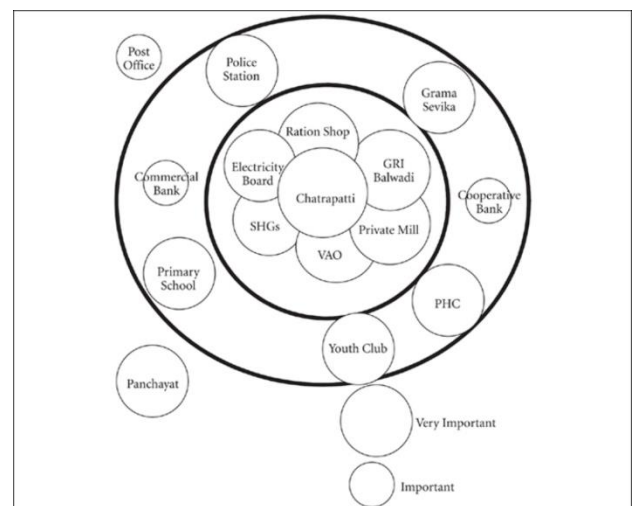 Post
Office
Police
Station
Grama
Sevika
Ration Shop
Electricity
Board
GRI
Balwadi
Commercial
Bank
Chatrapatti
Cooperative
Bank
SHGs
Private Mill
VAO
Primary
School
PHC
Youth Club
Panchayat
Very Important
Important